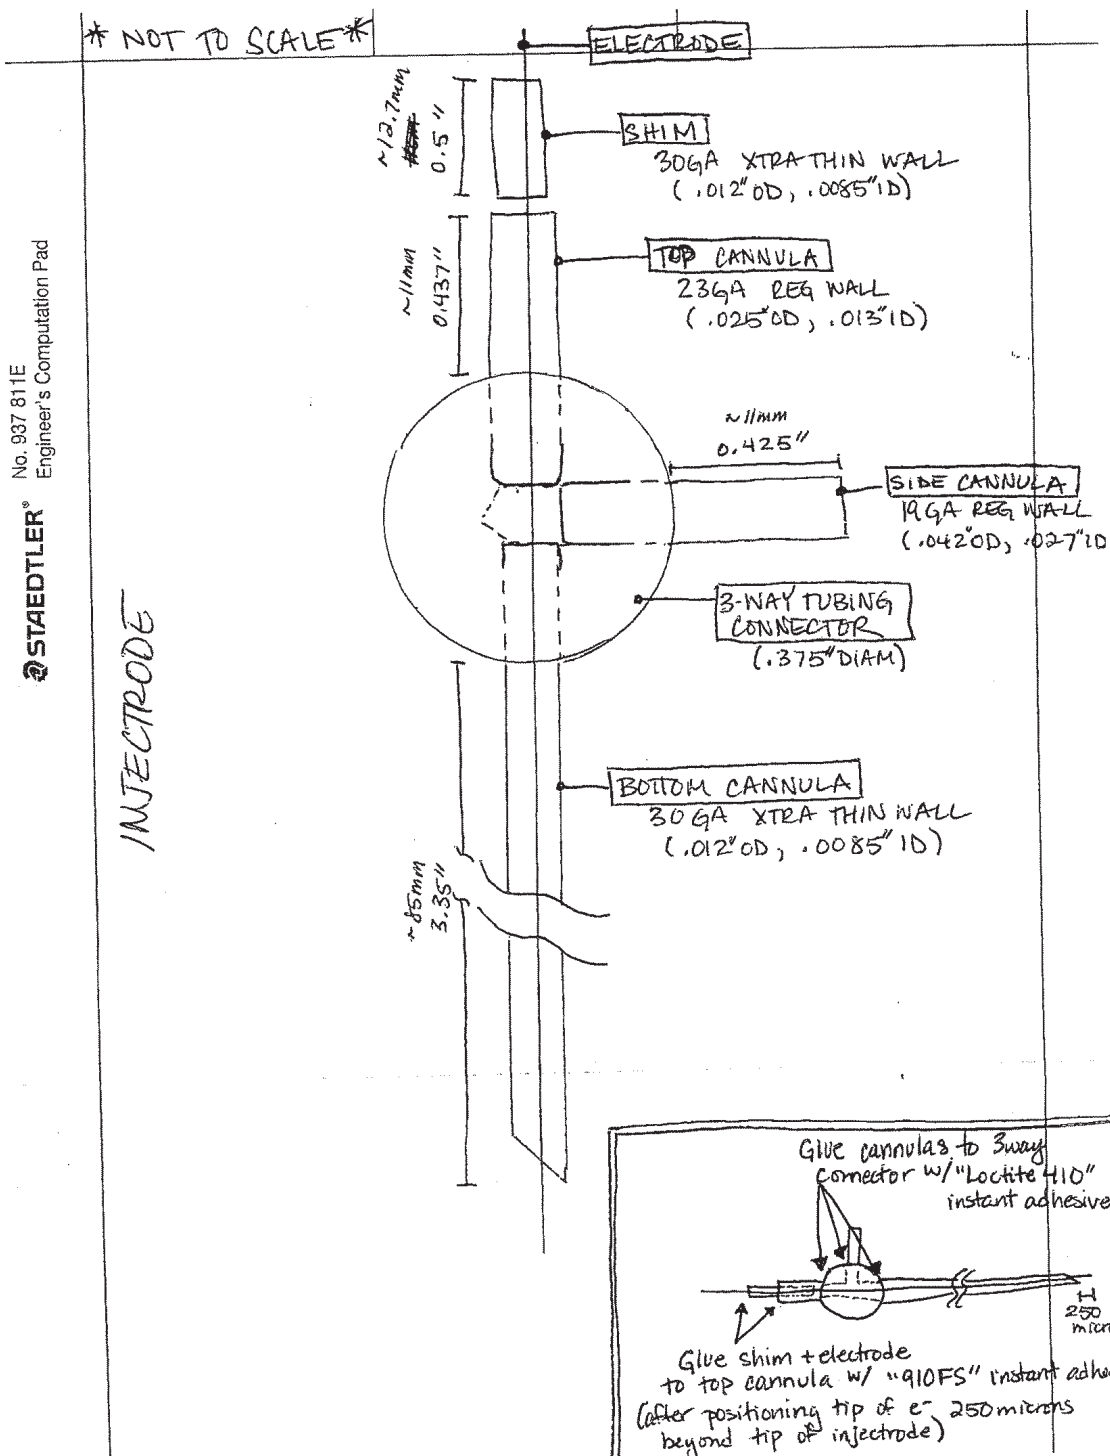 * NOT TO SCALE *
ELECTRODE
~12.7mm
0.5"
SHIM
30GA XTRA THIN WALL
(.012"OD, .0085"ID)
TOP CANNULA
23GA REG WALL
(.025"OD, .013"ID)
~11mm
0.437"
~11mm
0.425"
SIDE CANNULA
19GA REG WALL
(.042"OD, .027"ID
3-WAY TUBING
CONNECTOR
(.375"DIAM)
BOTTOM CANNULA
30 GA XTRA THIN WALL
(.012"OD, .0085"ID)
~85mm
3.35"
INJECTRODE
STAEDTLER®
No. 937 811E
Engineer's Computation Pad
Glue cannulas to 3way
connector w/ "Loctite 410"
instant adhesive
250
micr
Glue shim + electrode
to top cannula w/ "910FS" instant adhe
(after positioning tip of e- 250 microns
beyond tip of injectrode)